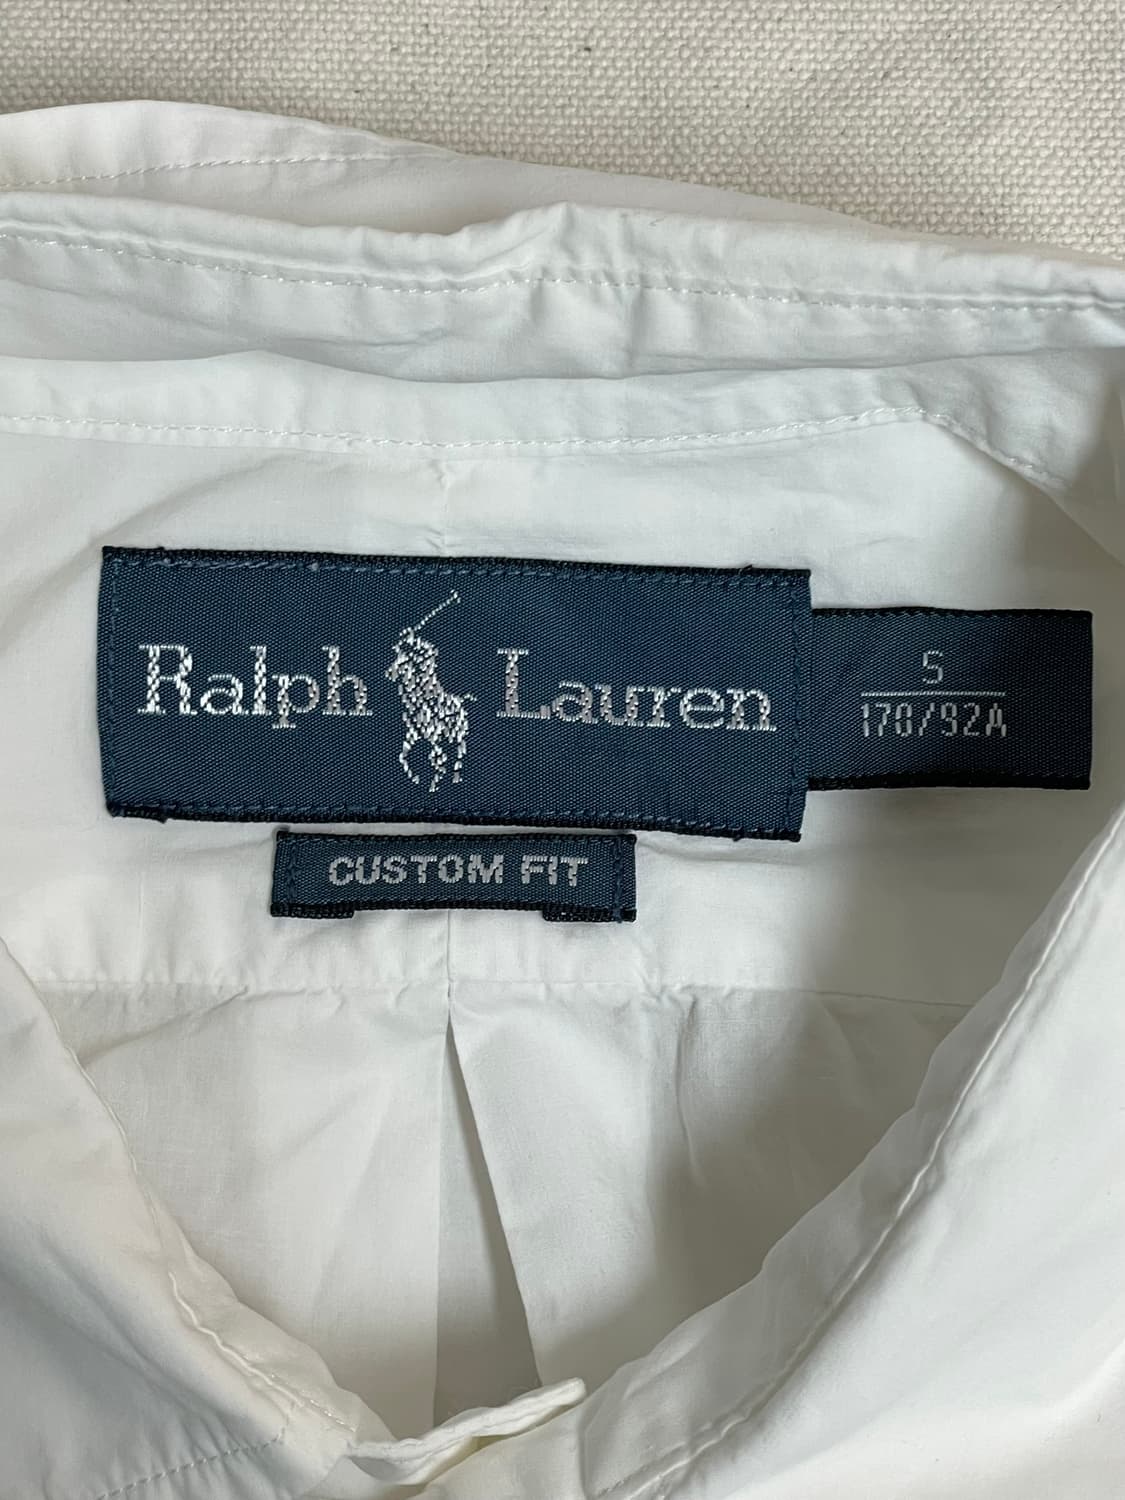 Ralph Lauren
S
170/92A
CUSTOM FIT